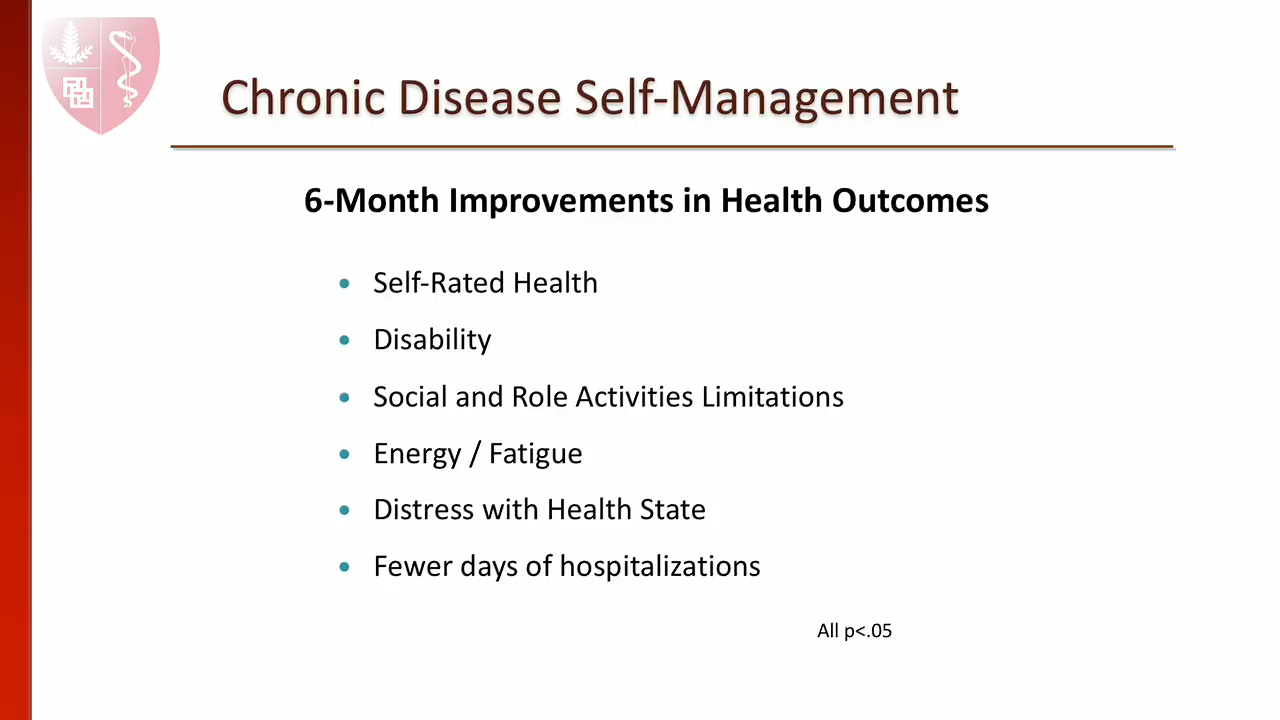 Chronic Disease Self-Management
6-Month Improvements in Health Outcomes
• Self-Rated Health
• Disability
• Social and Role Activities Limitations
• Energy / Fatigue
• Distress with Health State
• Fewer days of hospitalizations
All p<.05